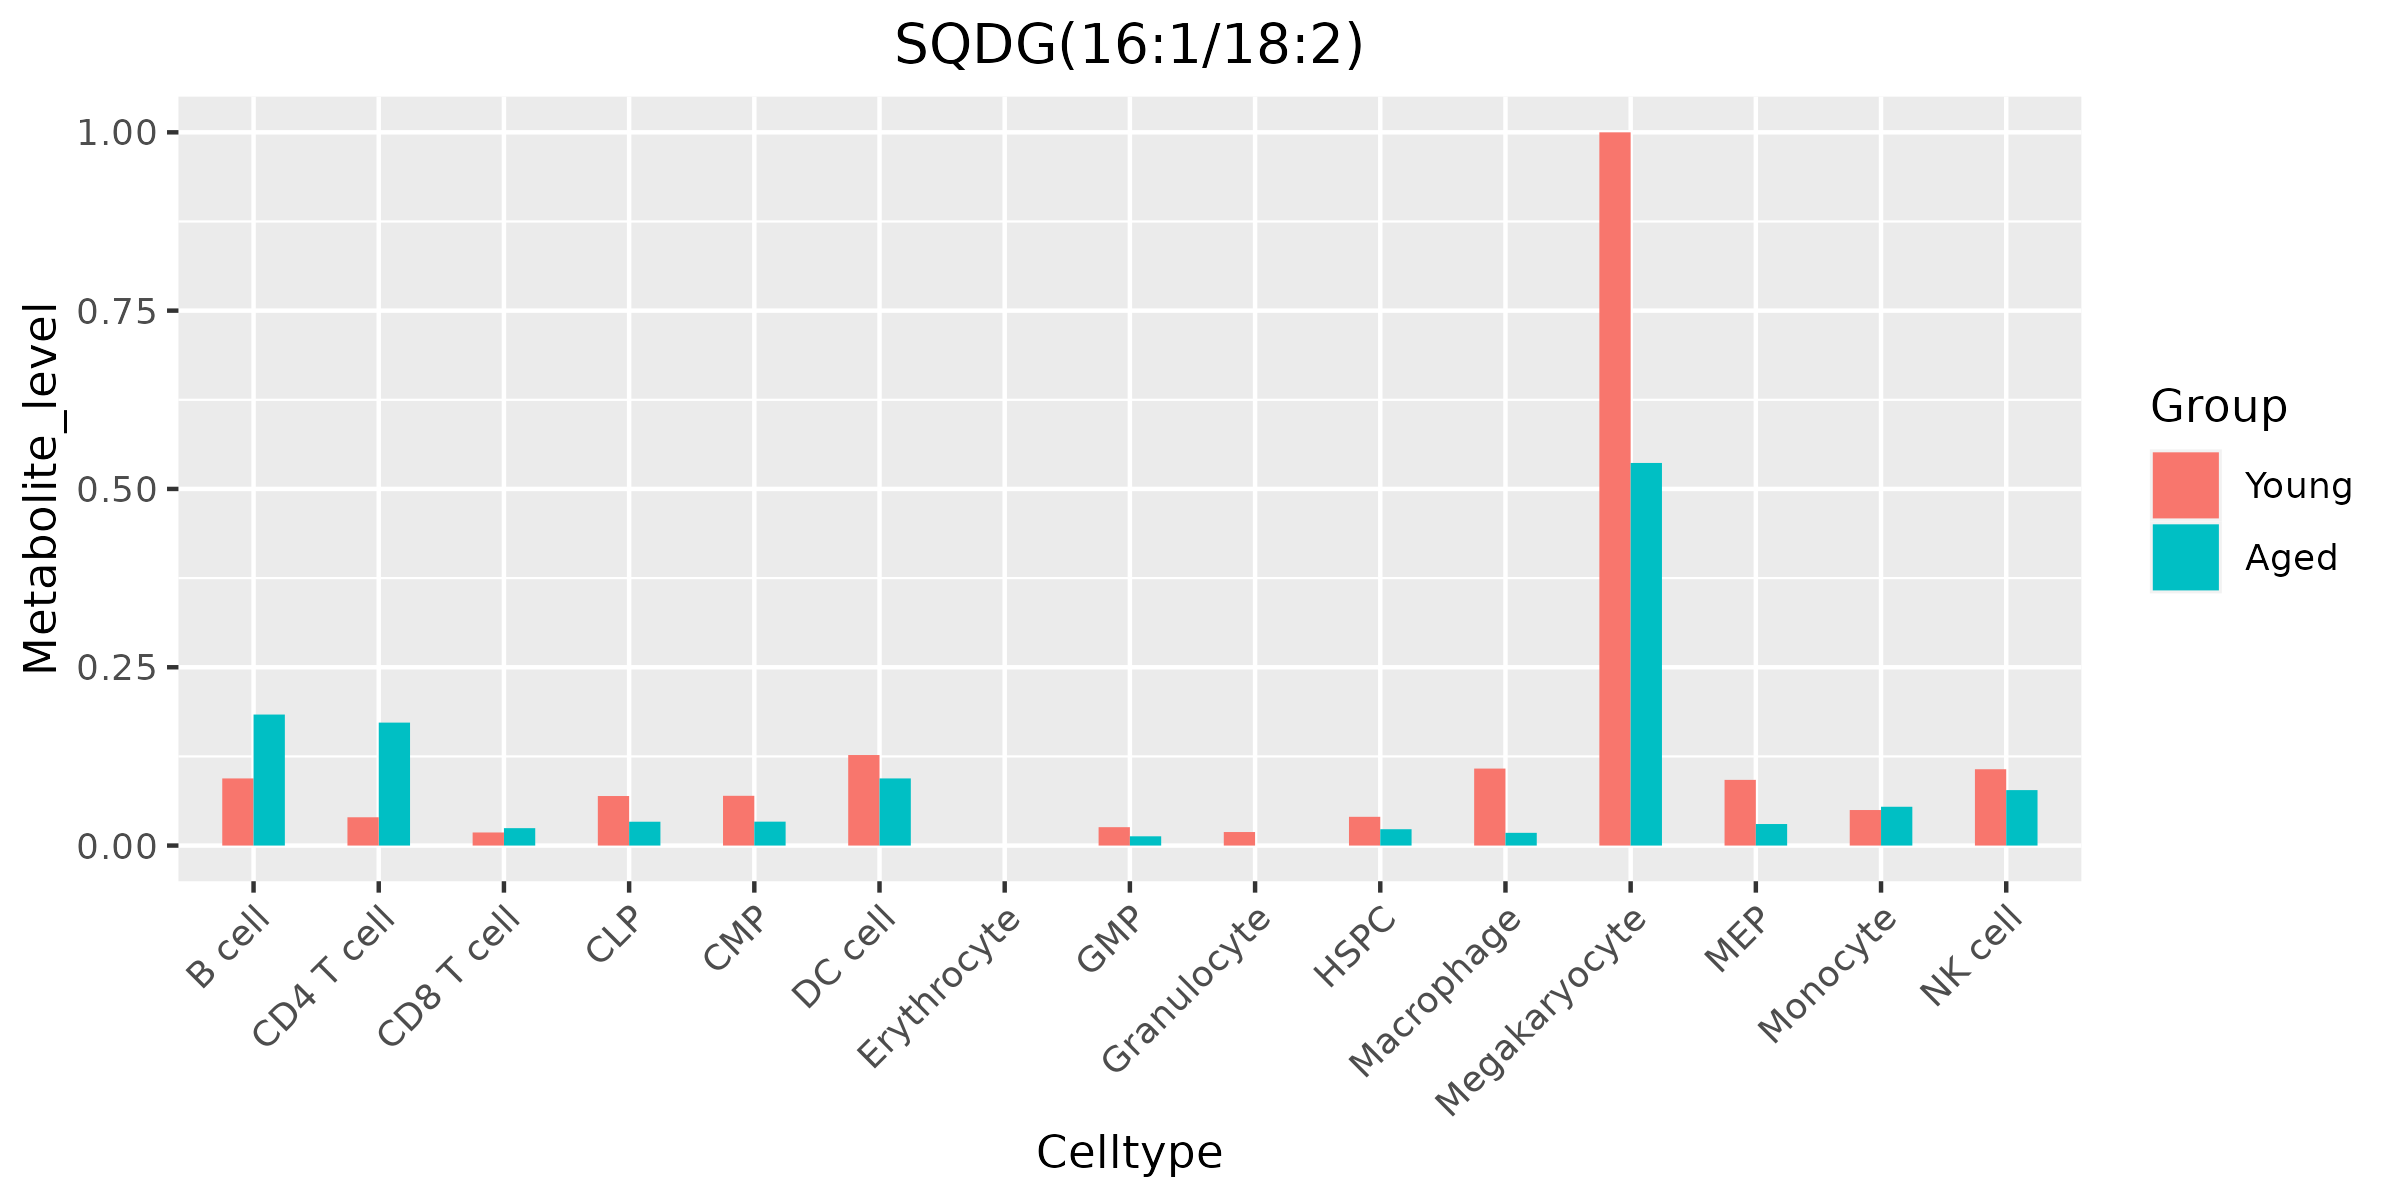 SQDG(16:1/18:2)
Metabolite_level
1.00
0.75
0.50
0.25
0.00
B cell
CD4 T cell
CD8 T cell
CLP
CMP
DC cell
Erythrocyte
GMP
Granulocyte
HSPC
Macrophage
Megakaryocyte
MEP
Monocyte
NK cell
Celltype
Group
Young
Aged